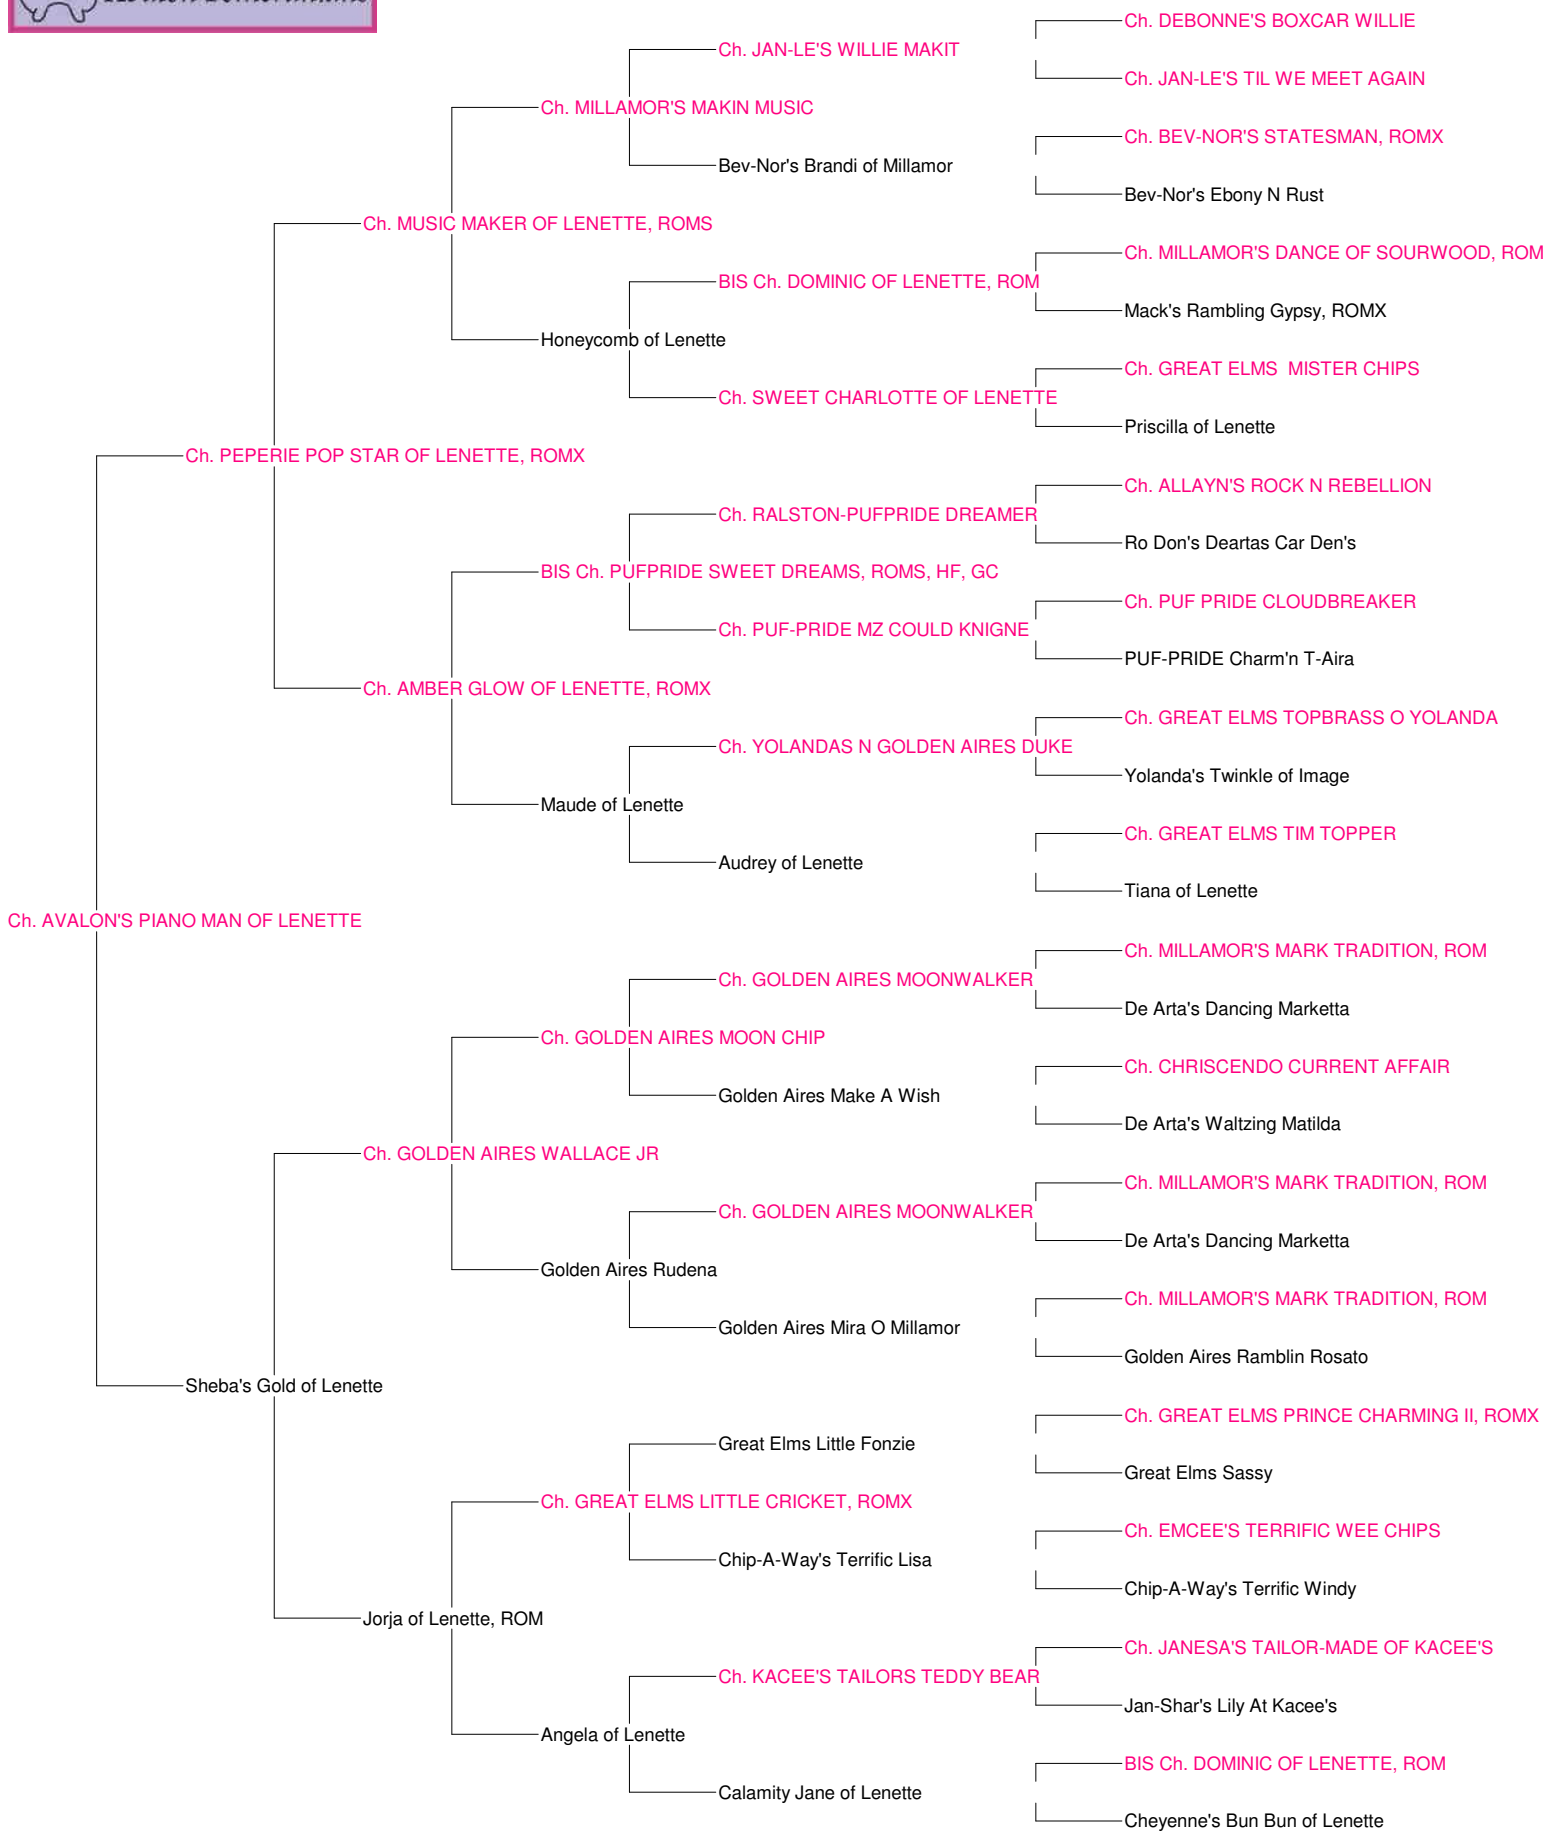 Ch. DEBONNE'S BOXCAR WILLIE
Ch. JAN-LE'S WILLIE MAKIT
Ch. JAN-LE'S TIL WE MEET AGAIN
Ch. MILLAMOR'S MAKIN MUSIC
Ch. BEV-NOR'S STATESMAN, ROMX
Bev-Nor's Brandi of Millamor
Bev-Nor's Ebony N Rust
Ch. MUSIC MAKER OF LENETTE, ROMS
Ch. MILLAMOR'S DANCE OF SOURWOOD, ROM
BIS Ch. DOMINIC OF LENETTE, ROM
Mack's Rambling Gypsy, ROMX
Honeycomb of Lenette
Ch. GREAT ELMS  MISTER CHIPS
Ch. SWEET CHARLOTTE OF LENETTE
Priscilla of Lenette
Ch. PEPERIE POP STAR OF LENETTE, ROMX
Ch. ALLAYN'S ROCK N REBELLION
Ch. RALSTON-PUFPRIDE DREAMER
Ro Don's Deartas Car Den's
BIS Ch. PUFPRIDE SWEET DREAMS, ROMS, HF, GC
Ch. PUF PRIDE CLOUDBREAKER
Ch. PUF-PRIDE MZ COULD KNIGNE
PUF-PRIDE Charm'n T-Aira
Ch. AMBER GLOW OF LENETTE, ROMX
Ch. GREAT ELMS TOPBRASS O YOLANDA
Ch. YOLANDAS N GOLDEN AIRES DUKE
Yolanda's Twinkle of Image
Maude of Lenette
Ch. GREAT ELMS TIM TOPPER
Audrey of Lenette
Tiana of Lenette
Ch. AVALON'S PIANO MAN OF LENETTE
Ch. MILLAMOR'S MARK TRADITION, ROM
Ch. GOLDEN AIRES MOONWALKER
De Arta's Dancing Marketta
Ch. GOLDEN AIRES MOON CHIP
Ch. CHRISCENDO CURRENT AFFAIR
Golden Aires Make A Wish
De Arta's Waltzing Matilda
Ch. GOLDEN AIRES WALLACE JR
Ch. MILLAMOR'S MARK TRADITION, ROM
Ch. GOLDEN AIRES MOONWALKER
De Arta's Dancing Marketta
Golden Aires Rudena
Ch. MILLAMOR'S MARK TRADITION, ROM
Golden Aires Mira O Millamor
Golden Aires Ramblin Rosato
Sheba's Gold of Lenette
Ch. GREAT ELMS PRINCE CHARMING II, ROMX
Great Elms Little Fonzie
Great Elms Sassy
Ch. GREAT ELMS LITTLE CRICKET, ROMX
Ch. EMCEE'S TERRIFIC WEE CHIPS
Chip-A-Way's Terrific Lisa
Chip-A-Way's Terrific Windy
Jorja of Lenette, ROM
Ch. JANESA'S TAILOR-MADE OF KACEE'S
Ch. KACEE'S TAILORS TEDDY BEAR
Jan-Shar's Lily At Kacee's
Angela of Lenette
BIS Ch. DOMINIC OF LENETTE, ROM
Calamity Jane of Lenette
Cheyenne's Bun Bun of Lenette